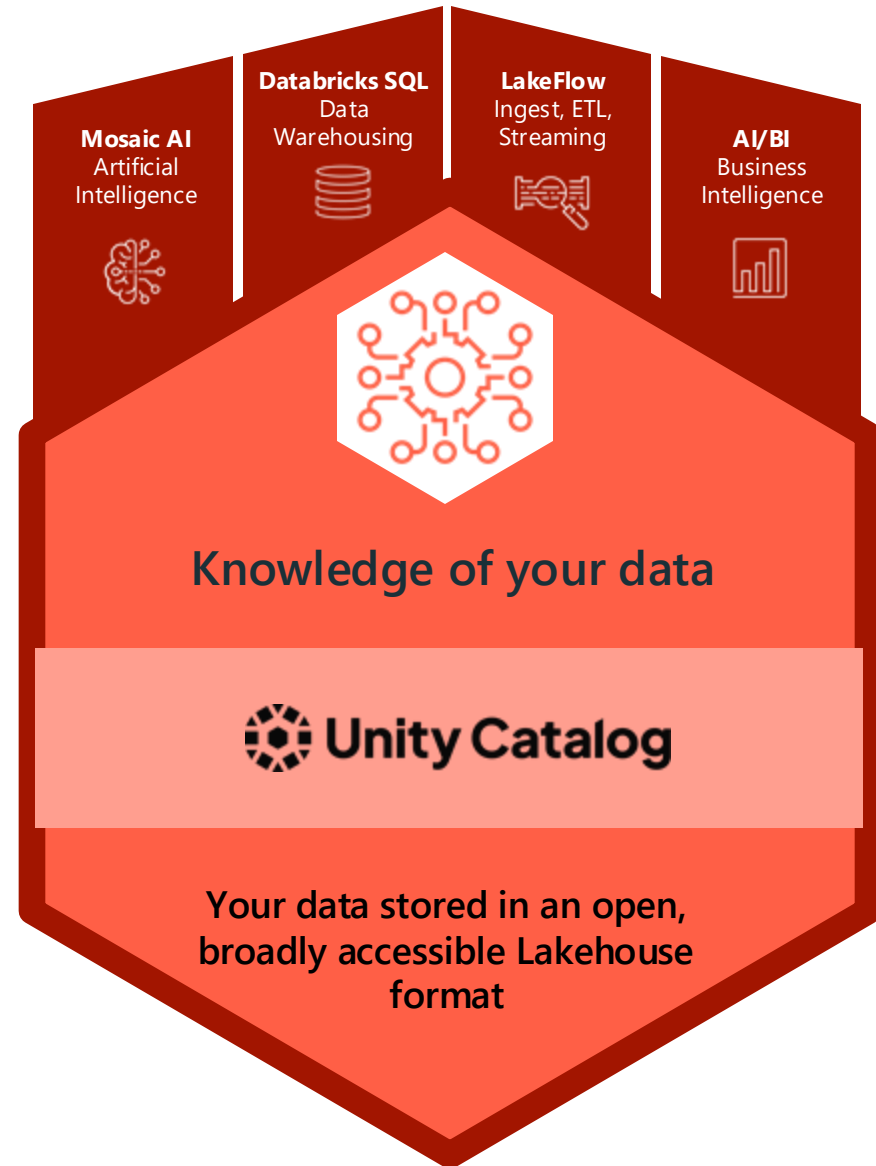 Mosaic AI
Artificial
Intelligence
Databricks SQL
Data
Warehousing
LakeFlow
Ingest, ETL,
Streaming
AI/BI
Business
Intelligence
Knowledge of your data
Unity Catalog
Your data stored in an open,
broadly accessible Lakehouse
format